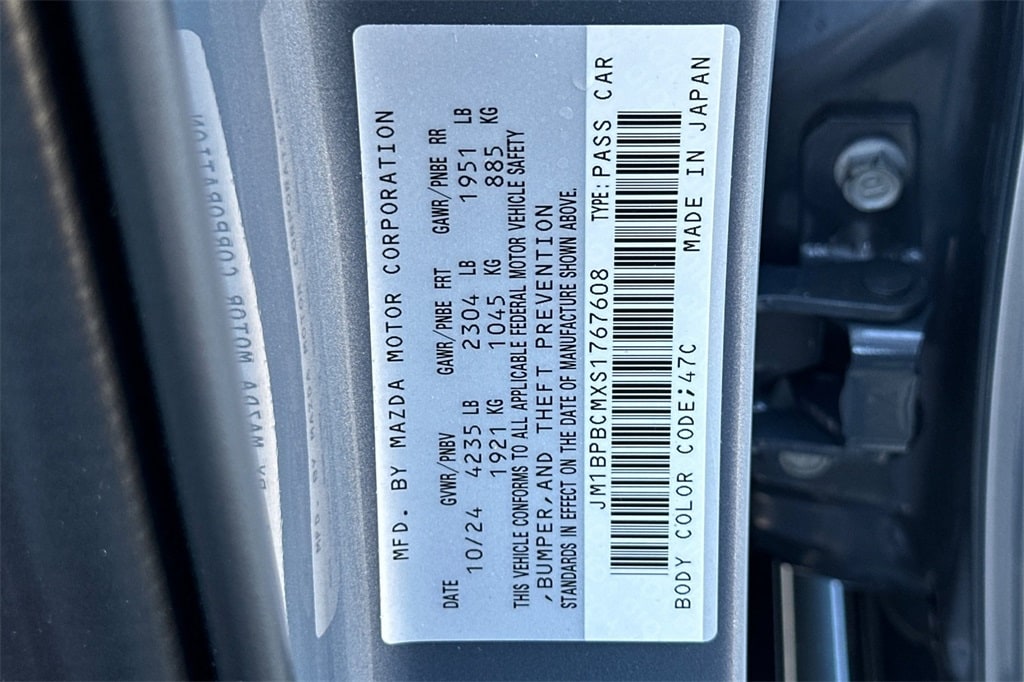 MFD. BY MAZDA MOTOR CORPORATION
DATE GVWR/PNBV GAWR/PNBE FRT GAWR/PNBE RR
10/24 4235 LB 2304 LB 1951 LB
1921 KG 1045 KG 885 KG
THIS VEHICLE CONFORMS TO ALL APPLICABLE FEDERAL MOTOR VEHICLE SAFETY
,BUMPER,AND THEFT PREVENTION
STANDARDS IN EFFECT ON THE DATE OF MANUFACTURE SHOWN ABOVE.
JM1BPBCMXS1767608 TYPE:PASS CAR
MADE IN JAPAN
BODY COLOR CODE;47C